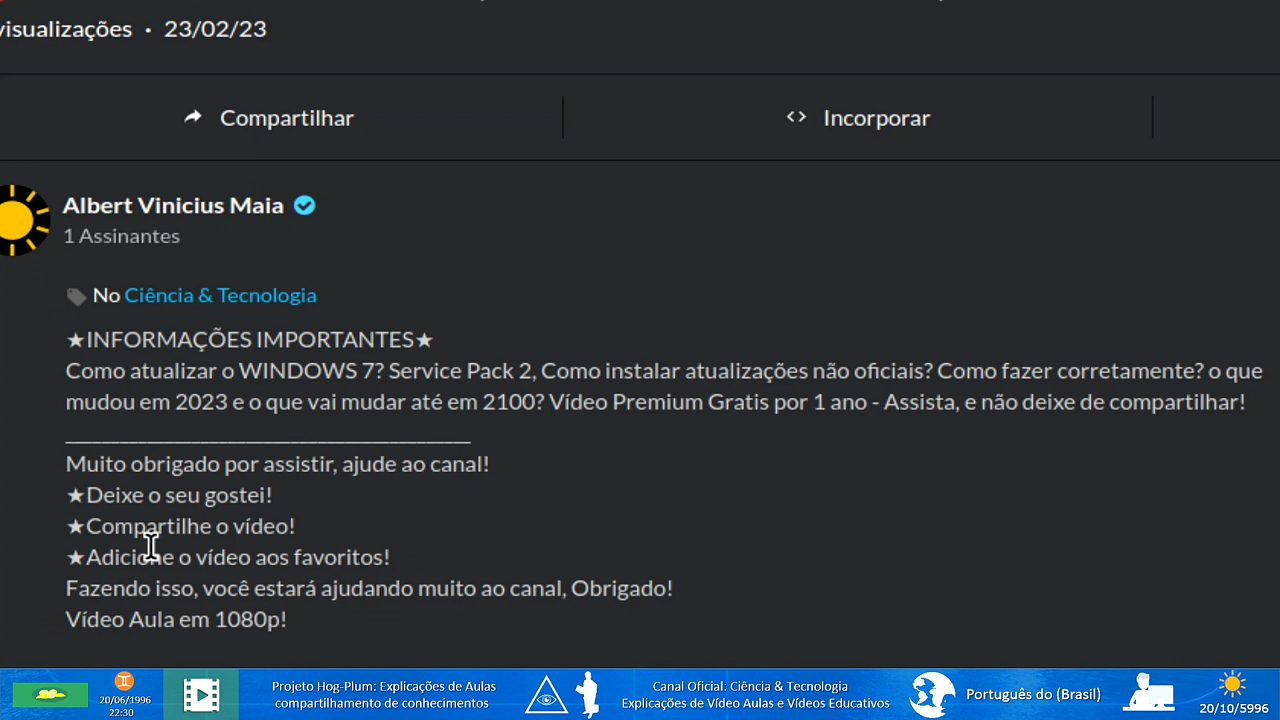 visualizações • 23/02/23
Compartilhar
<> Incorporar
Albert Vinicius Maia
1 Assinantes
No Ciência & Tecnologia
★INFORMAÇÕES IMPORTANTES★
Como atualizar o WINDOWS 7? Service Pack 2, Como instalar atualizações não oficiais? Como fazer corretamente? o que
mudou em 2023 e o que vai mudar até em 2100? Vídeo Premium Gratis por 1 ano - Assista, e não deixe de compartilhar!
_____________________________________________
Muito obrigado por assistir, ajude ao canal!
★Deixe o seu gostei!
★Compartilhe o vídeo!
★Adicione o vídeo aos favoritos!
Fazendo isso, você estará ajudando muito ao canal, Obrigado!
Vídeo Aula em 1080p!
20/06/1996
22:30
Projeto Hog-Plum: Explicações de Aulas
compartilhamento de conhecimentos
Canal Oficial: Ciência & Tecnologia
Explicações de Vídeo Aulas e Vídeos Educativos
Português do (Brasil)
20/10/5996